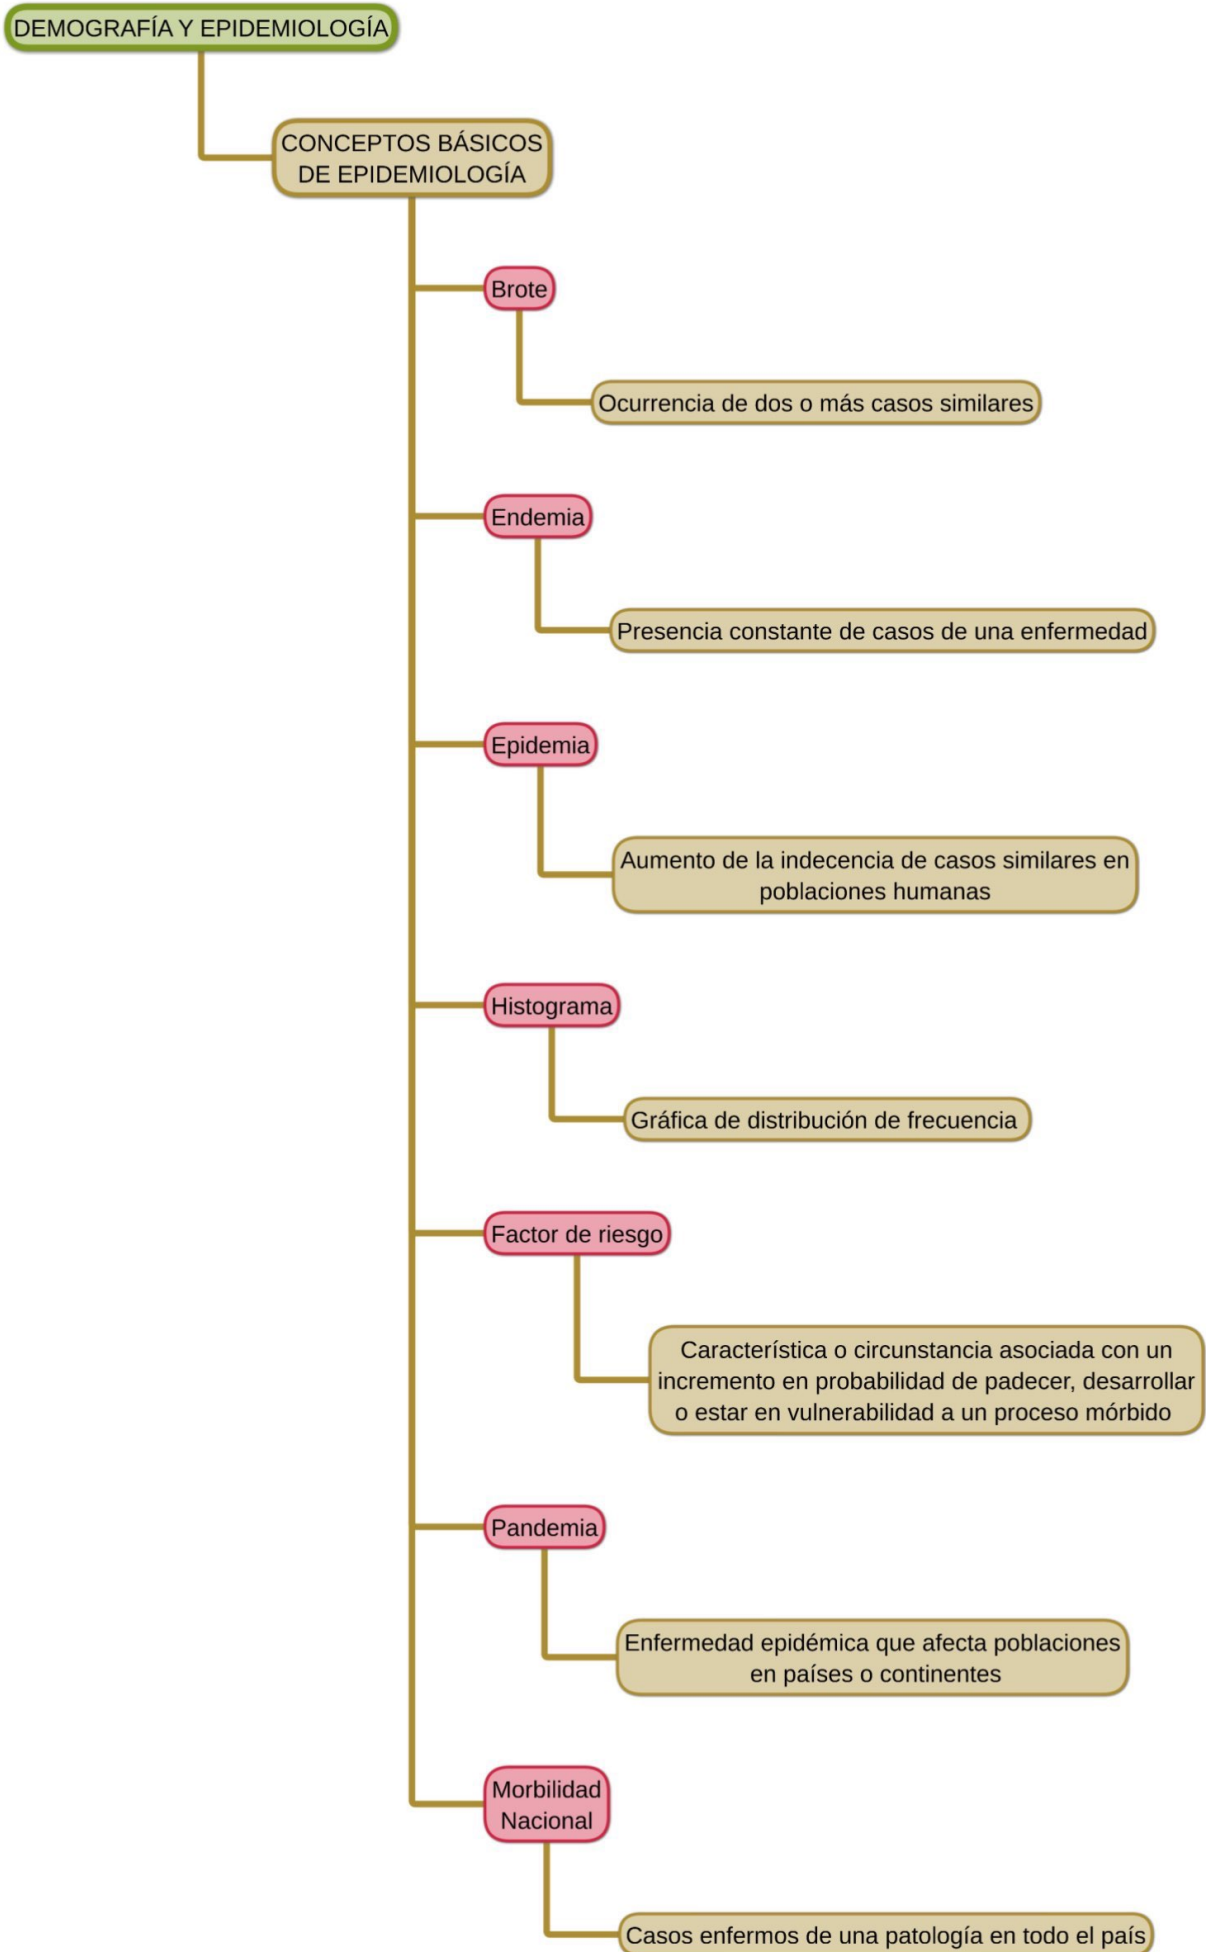 DEMOGRAFÍA Y EPIDEMIOLOGÍA
CONCEPTOS BÁSICOS
DE EPIDEMIOLOGÍA
Brote
Ocurrencia de dos o más casos similares
Endemia
Presencia constante de casos de una enfermedad
Epidemia
Aumento de la indecencia de casos similares en
poblaciones humanas
Histograma
Gráfica de distribución de frecuencia
Factor de riesgo
Característica o circunstancia asociada con un
incremento en probabilidad de padecer, desarrollar
o estar en vulnerabilidad a un proceso mórbido
Pandemia
Enfermedad epidémica que afecta poblaciones
en países o continentes
Morbilidad
Nacional
Casos enfermos de una patología en todo el país